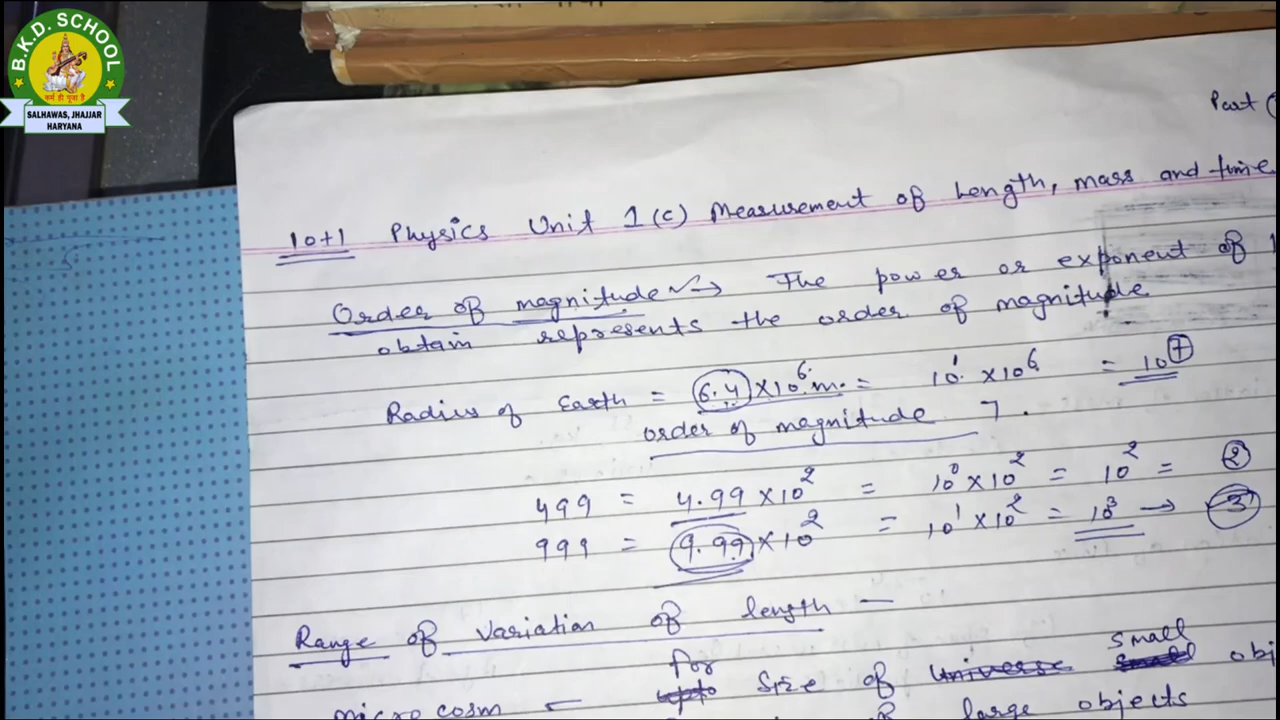 B.K.D. SCHOOL
कर्म ही पूजा है
SALHAWAS, JHAJJAR
HARYANA
Part
10+1 Physics Unit 1(c) Measurement of Length, mass and time
Order of magnitude → The power or exponent of
obtain represents the order of magnitude
Radius of Earth = 6.4 × 10⁶ m. = 10¹ × 10⁶ = 10⁷
order of magnitude 7.
499 = 4.99 × 10² = 10⁰ × 10² = 10² = 2
999 = 9.99 × 10² = 10¹ × 10² = 10³ → 3
Range of variation of length —
for small
micro cosm – size of obj
large objects